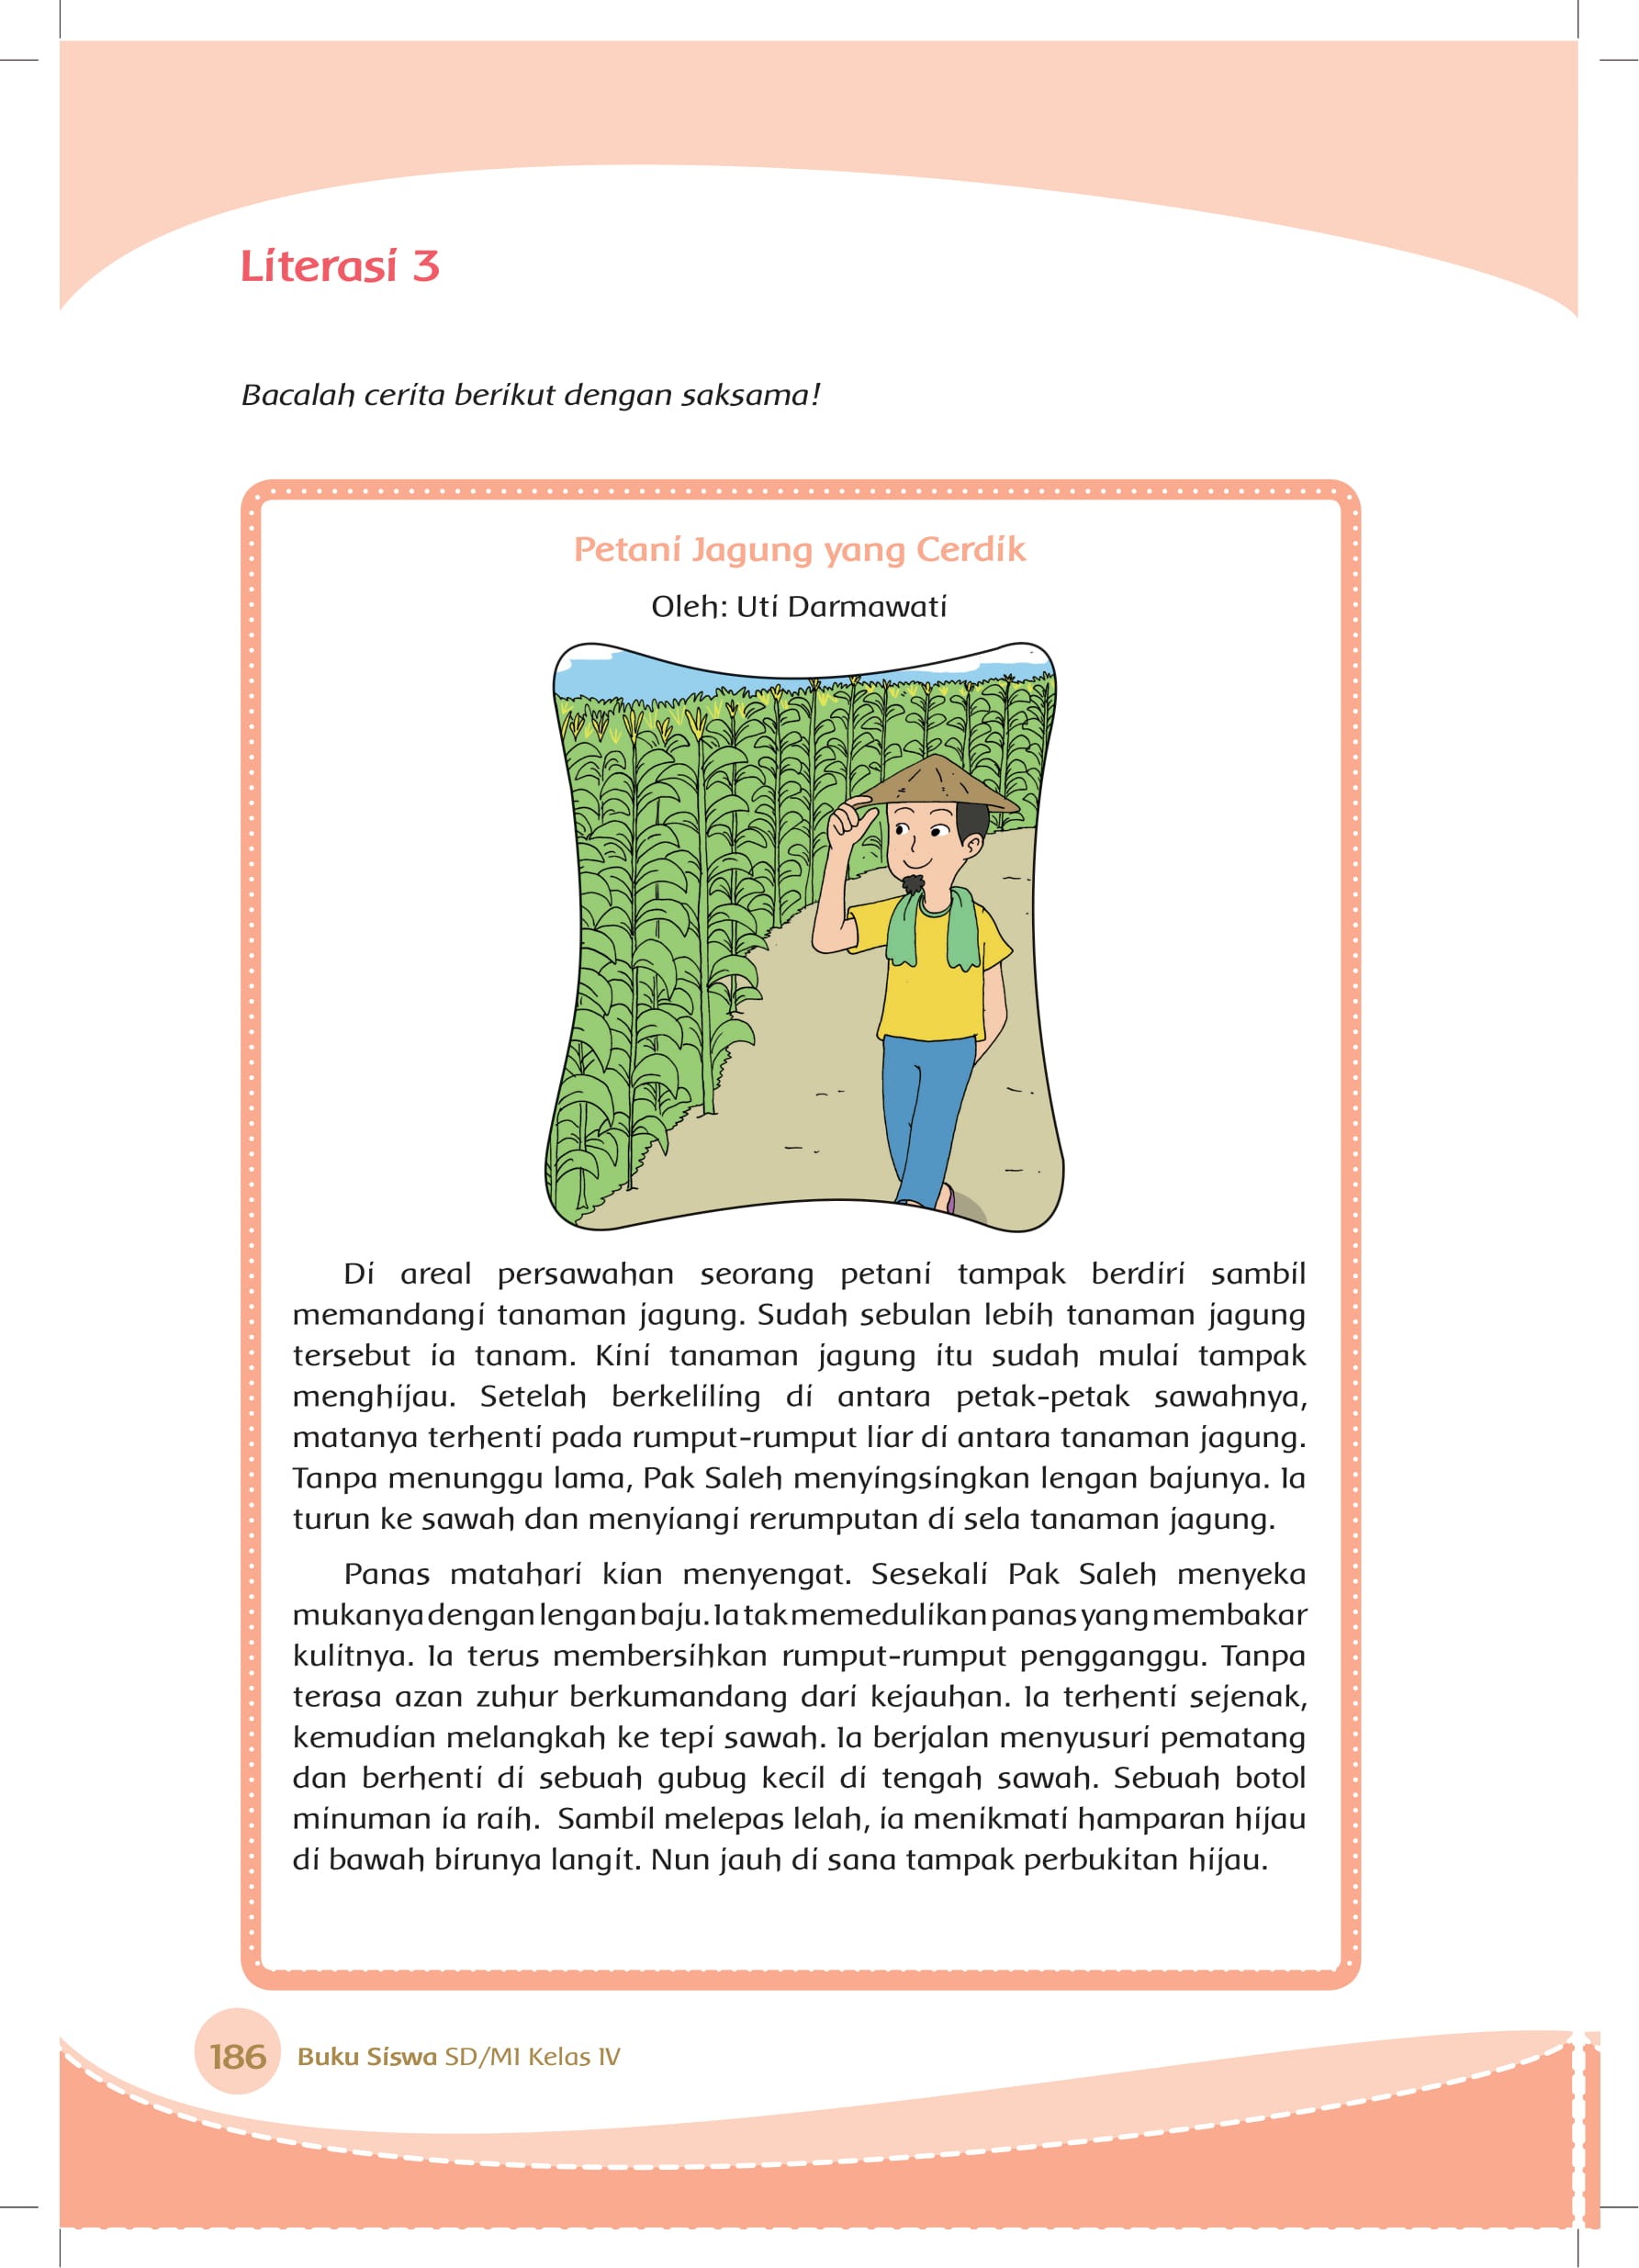 Literasi 3
Bacalah cerita berikut dengan saksama!
Petani Jagung yang Cerdik
Oleh: Uti Darmawati
Di areal persawahan seorang petani tampak berdiri sambil
memandangi tanaman jagung. Sudah sebulan lebih tanaman jagung
tersebut ia tanam. Kini tanaman jagung itu sudah mulai tampak
menghijau. Setelah berkeliling di antara petak-petak sawahnya,
matanya terhenti pada rumput-rumput liar di antara tanaman jagung.
Tanpa menunggu lama, Pak Saleh menyingsingkan lengan bajunya. Ia
turun ke sawah dan menyiangi rerumputan di sela tanaman jagung.
Panas matahari kian menyengat. Sesekali Pak Saleh menyeka
mukanya dengan lengan baju. Ia tak memedulikan panas yang membakar
kulitnya. Ia terus membersihkan rumput-rumput pengganggu. Tanpa
terasa azan zuhur berkumandang dari kejauhan. Ia terhenti sejenak,
kemudian melangkah ke tepi sawah. Ia berjalan menyusuri pematang
dan berhenti di sebuah gubug kecil di tengah sawah. Sebuah botol
minuman ia raih. Sambil melepas lelah, ia menikmati hamparan hijau
di bawah birunya langit. Nun jauh di sana tampak perbukitan hijau.
186 Buku Siswa SD/MI Kelas IV